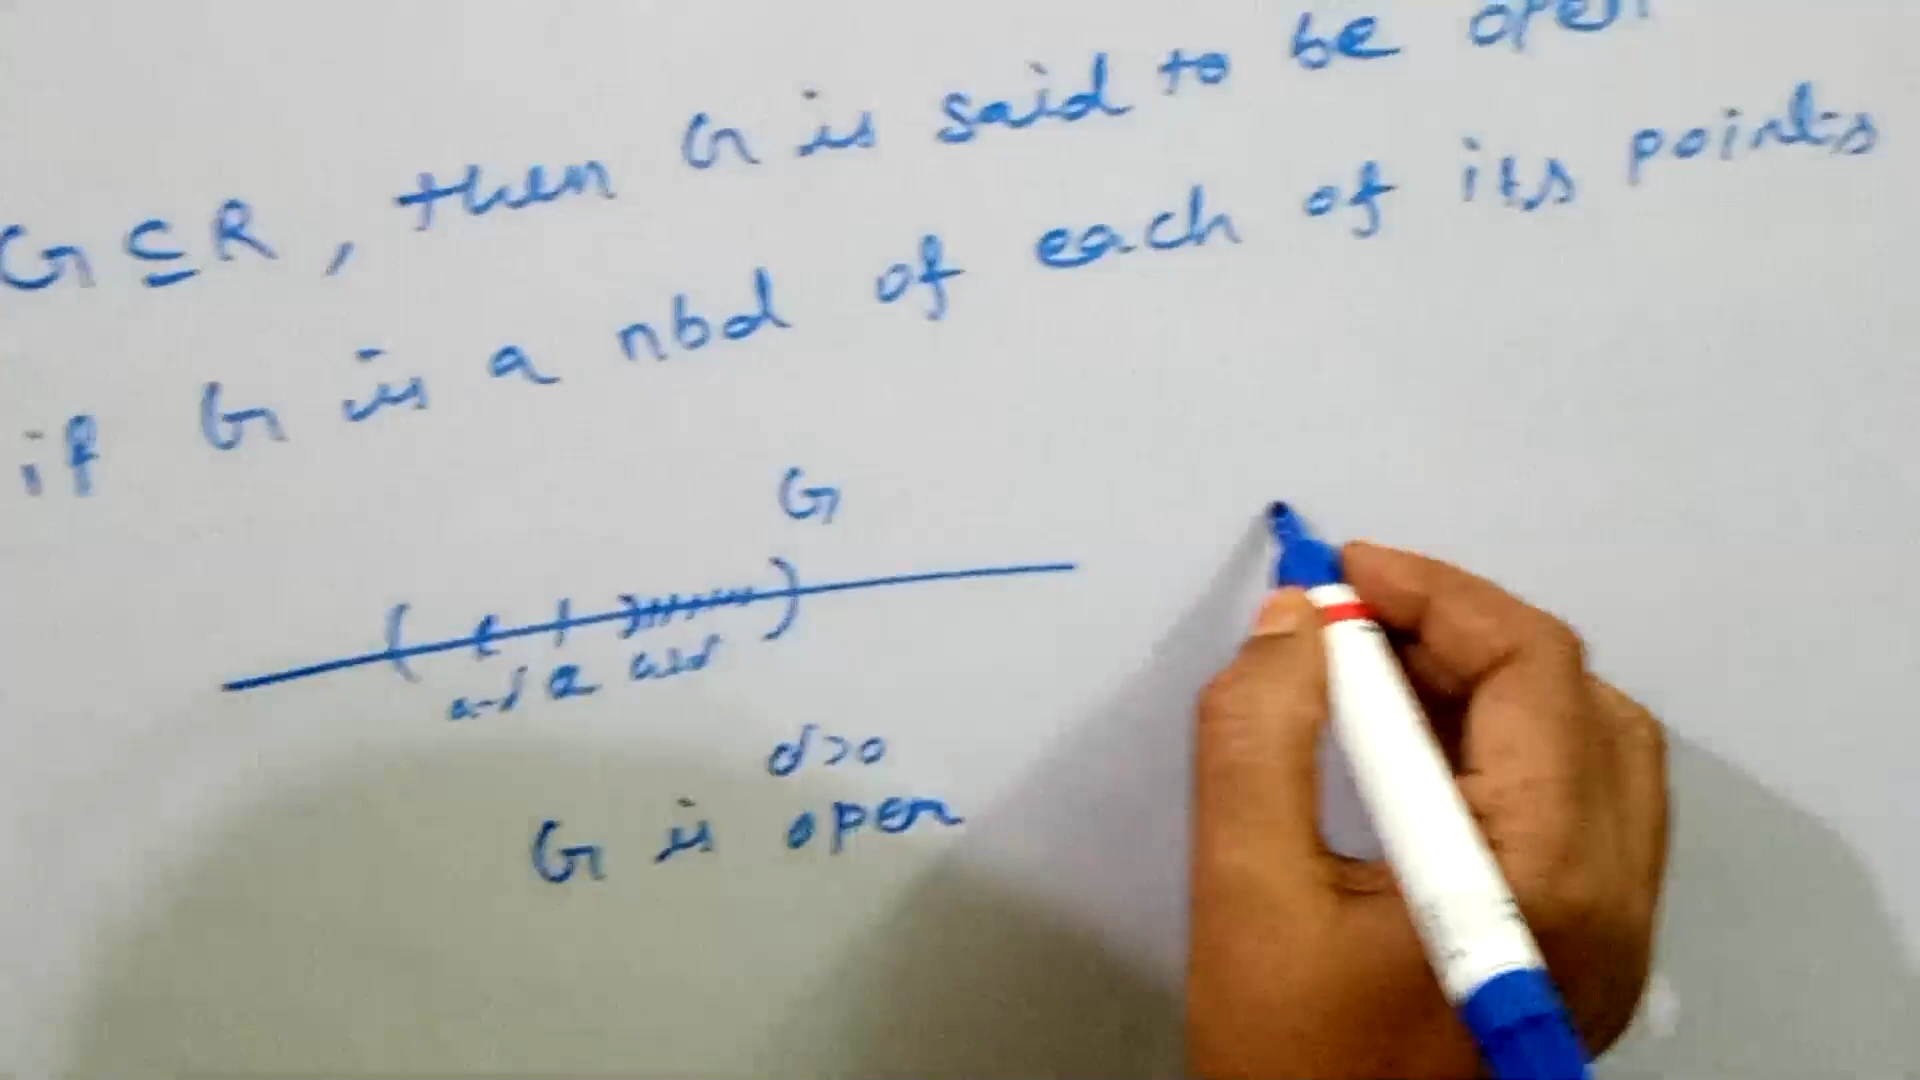 G ⊆ R, then G is said to be open
if G is a nbd of each of its points
G
( ( | ) )
a-δ a a+δ
δ>0
G is open